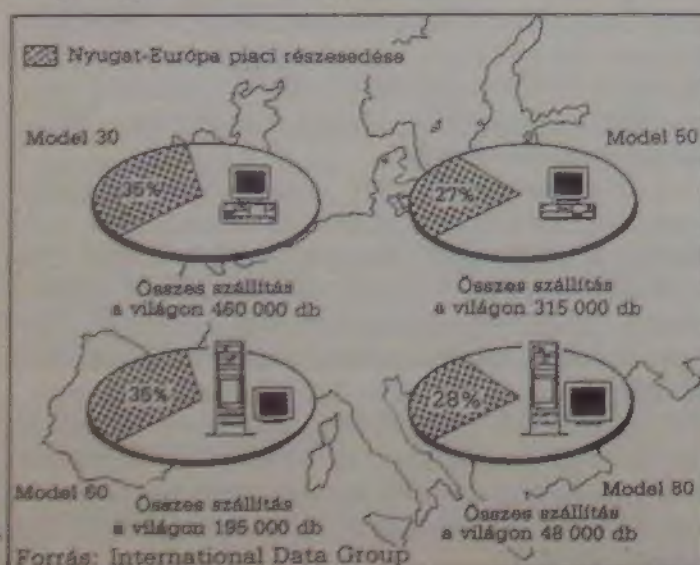 Nyugat-Európa piaci részesedése
Model 30
35%
Összes szállítás
a világon 460 000 db
Model 50
27%
Összes szállítás
a világon 315 000 db
36%
Model 60
Összes szállítás
a világon 195 000 db
28%
Model 80
Összes szállítás
a világon 48 000 db
Forrás: International Data Group